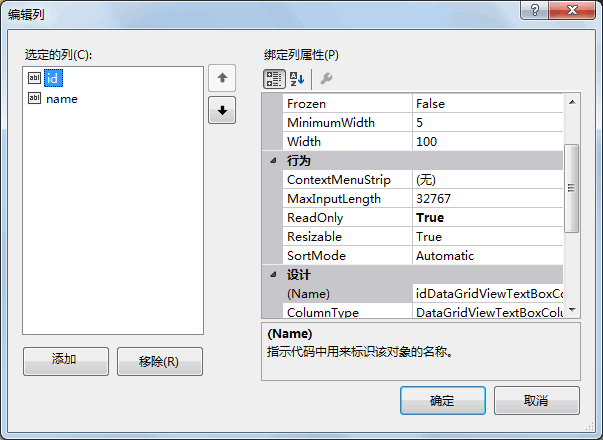 编辑列
选定的列(C):
abl id
abl name
绑定列属性(P)
Frozen False
MinimumWidth 5
Width 100
行为
ContextMenuStrip (无)
MaxInputLength 32767
ReadOnly True
Resizable True
SortMode Automatic
设计
(Name) idDataGridViewTextBoxCo
ColumnType DataGridViewTextBoxColu
(Name)
指示代码中用来标识该对象的名称。
添加
移除(R)
确定
取消